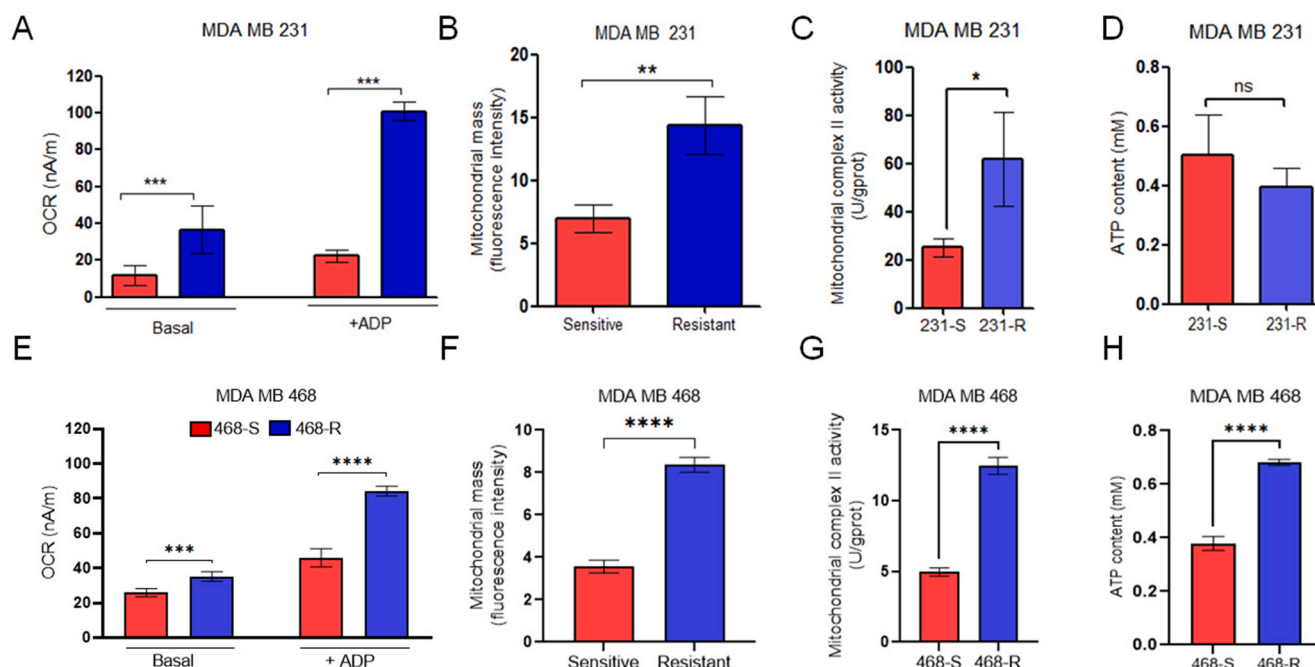 A
MDA MB 231
OCR (nA/m)
120
100
80
60
40
20
0
***
***
Basal
+ADP
B
MDA MB 231
Mitochondrial mass
(fluorescence intensity)
20
15
10
5
0
**
Sensitive
Resistant
C
MDA MB 231
Mitochondrial complex II activity
(U/gprot)
100
80
60
40
20
0
*
231-S
231-R
D
MDA MB 231
ATP content (mM)
0.8
0.6
0.4
0.2
0.0
ns
231-S
231-R
E
MDA MB 468
468-S
468-R
OCR (nA/m)
120
100
80
60
40
20
0
***
****
Basal
+ ADP
F
MDA MB 468
Mitochondrial mass
(fluorescence intensity)
10
8
6
4
2
0
****
Sensitive
Resistant
G
MDA MB 468
Mitochondrial complex II activity
(U/gprot)
15
10
5
0
****
468-S
468-R
H
MDA MB 468
ATP content (mM)
0.8
0.6
0.4
0.2
0.0
****
468-S
468-R